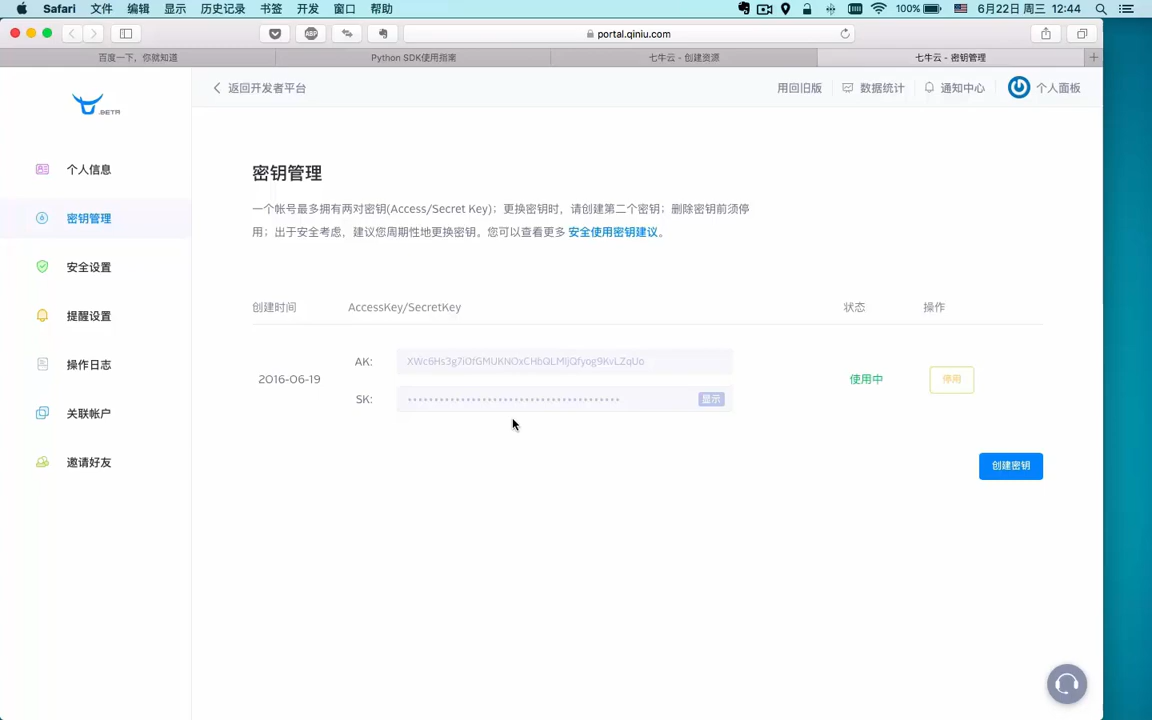 Safari 文件 编辑 显示 历史记录 书签 开发 窗口 帮助 100% 6月22日 周三 12:44
ABP portal.qiniu.com
百度一下，你就知道 Python SDK使用指南 七牛云 - 创建资源 七牛云 - 密钥管理
.BETA
返回开发者平台 用回旧版 数据统计 通知中心 个人面板
个人信息
密钥管理
安全设置
提醒设置
操作日志
关联帐户
邀请好友
密钥管理
一个帐号最多拥有两对密钥(Access/Secret Key)；更换密钥时，请创建第二个密钥；删除密钥前须停
用；出于安全考虑，建议您周期性地更换密钥。您可以查看更多 安全使用密钥建议。
创建时间 AccessKey/SecretKey 状态 操作
2016-06-19
AK:
SK: 显示
使用中 停用
创建密钥